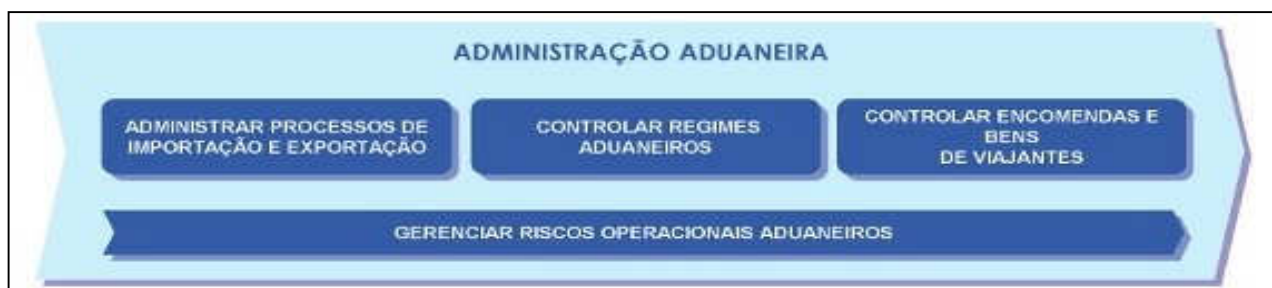 ADMINISTRAÇÃO ADUANEIRA
ADMINISTRAR PROCESSOS DE
IMPORTAÇÃO E EXPORTAÇÃO
CONTROLAR REGIMES
ADUANEIROS
CONTROLAR ENCOMENDAS E
BENS
DE VIAJANTES
GERENCIAR RISCOS OPERACIONAIS ADUANEIROS